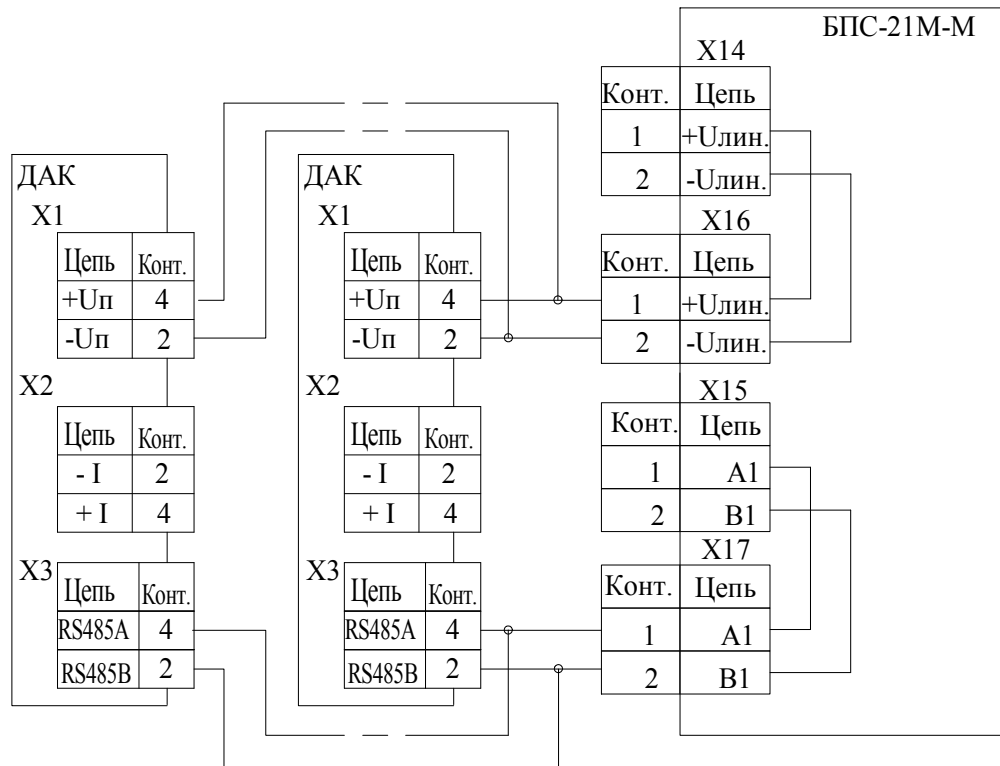 БПС-21М-М
X14
Конт. Цепь
1 +Uлин.
2 -Uлин.
X16
Конт. Цепь
1 +Uлин.
2 -Uлин.
X15
Конт. Цепь
1 A1
2 B1
X17
Конт. Цепь
1 A1
2 B1
ДАК
X1
Цепь Конт.
+Uп 4
-Uп 2
X2
Цепь Конт.
- I 2
+ I 4
X3
Цепь Конт.
RS485A 4
RS485B 2
ДАК
X1
Цепь Конт.
+Uп 4
-Uп 2
X2
Цепь Конт.
- I 2
+ I 4
X3
Цепь Конт.
RS485A 4
RS485B 2